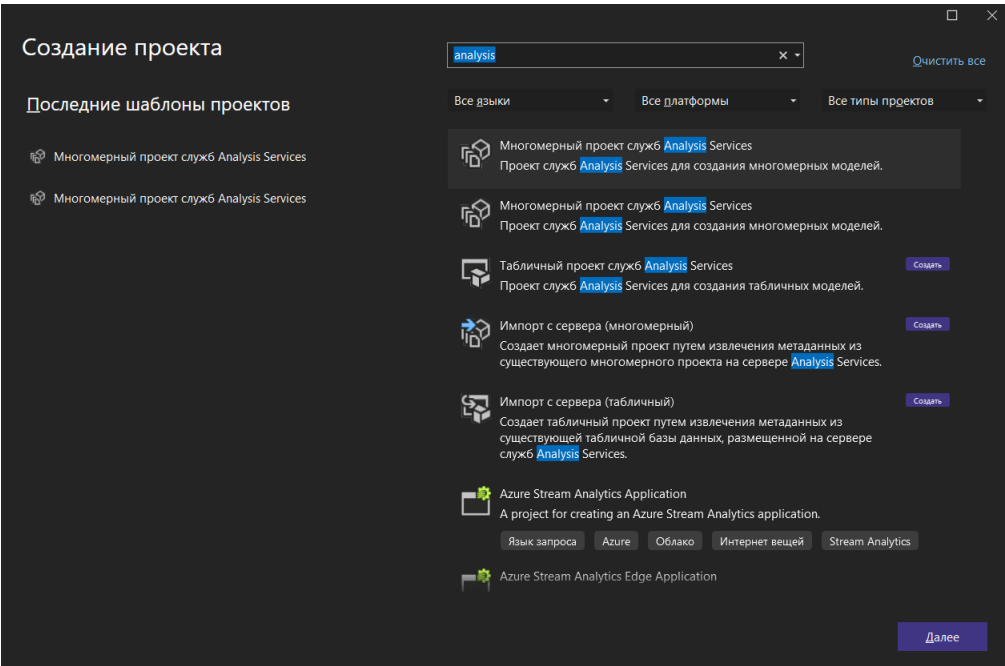 Создание проекта
analysis
Очистить все
Последние шаблоны проектов
Многомерный проект служб Analysis Services
Многомерный проект служб Analysis Services
Все языки
Все платформы
Все типы проектов
Многомерный проект служб Analysis Services
Проект служб Analysis Services для создания многомерных моделей.
Многомерный проект служб Analysis Services
Проект служб Analysis Services для создания многомерных моделей.
Табличный проект служб Analysis Services
Создать
Проект служб Analysis Services для создания табличных моделей.
Импорт с сервера (многомерный)
Создать
Создает многомерный проект путем извлечения метаданных из
существующего многомерного проекта на сервере Analysis Services.
Импорт с сервера (табличный)
Создать
Создает табличный проект путем извлечения метаданных из
существующей табличной базы данных, размещенной на сервере
служб Analysis Services.
Azure Stream Analytics Application
A project for creating an Azure Stream Analytics application.
Язык запроса
Azure
Облако
Интернет вещей
Stream Analytics
Azure Stream Analytics Edge Application
Далее